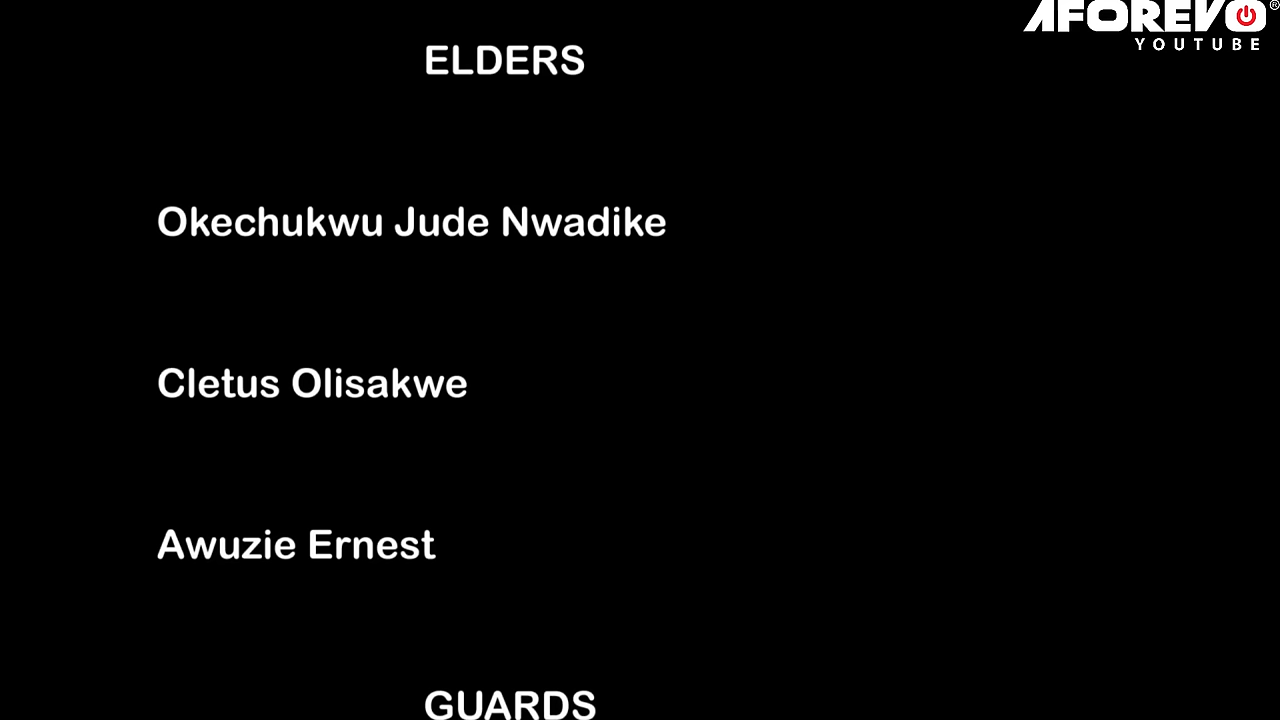 AFOREVO®
YOUTUBE
ELDERS
Okechukwu Jude Nwadike
Cletus Olisakwe
Awuzie Ernest
GUARDS